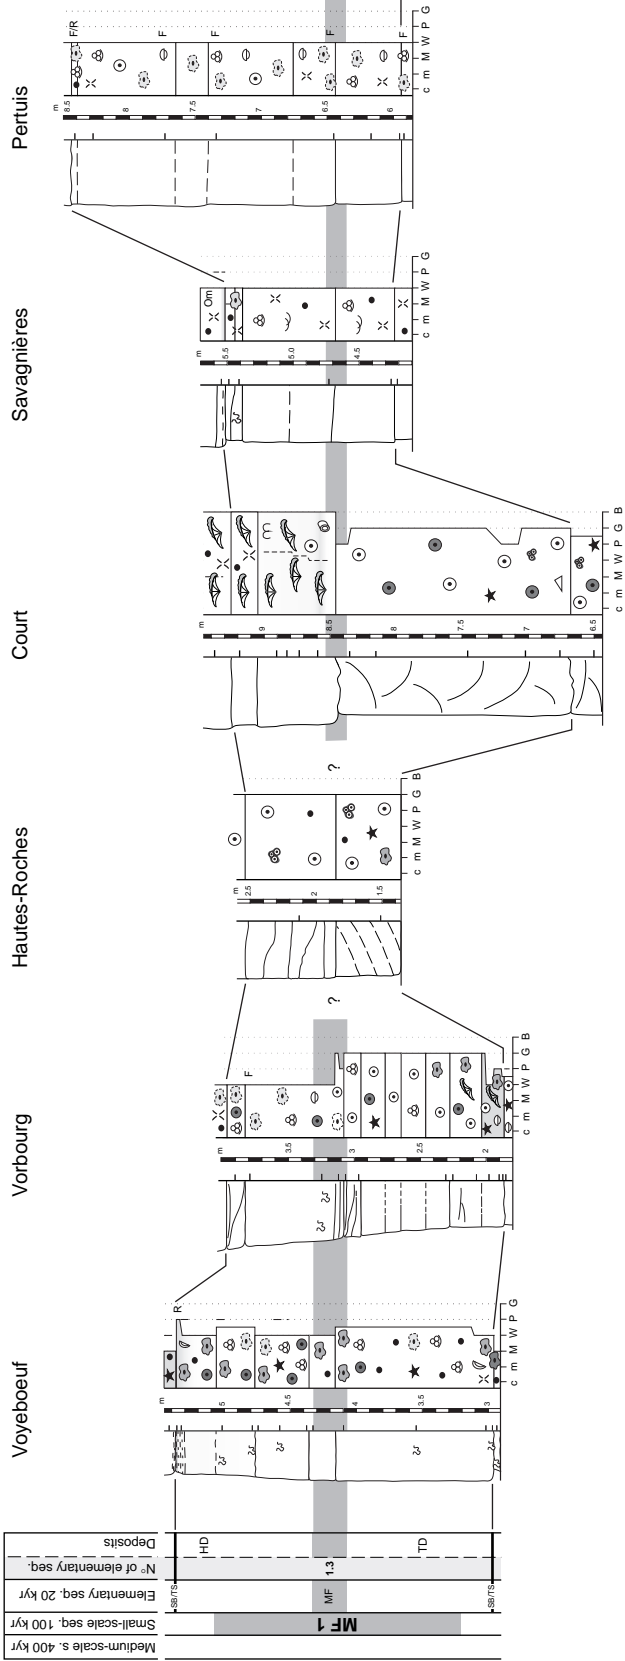 Pertuis
m
8.5
8
7.5
7
6.5
6
F/R
F
F
F
F
c m M W P G
Savagnières
m
5.5
5.0
4.5
Om
c m M W P G
Court
m
9
8.5
8
7.5
7
6.5
c m M W P G B
Hautes-Roches
m
2.5
2
1.5
?
c m M W P G B
Vorbourg
m
3.5
3
2.5
2
F
?
c m M W P G B
Voyeboeuf
m
5
4.5
4
3.5
3
R
c m M W P G
Deposits
HD
TD
N° of elementary seq.
1.3
Elementary seq. 20 kyr
SB/TS
MF
SB/TS
Small-scale seq. 100 kyr
MF 1
Medium-scale s. 400 kyr